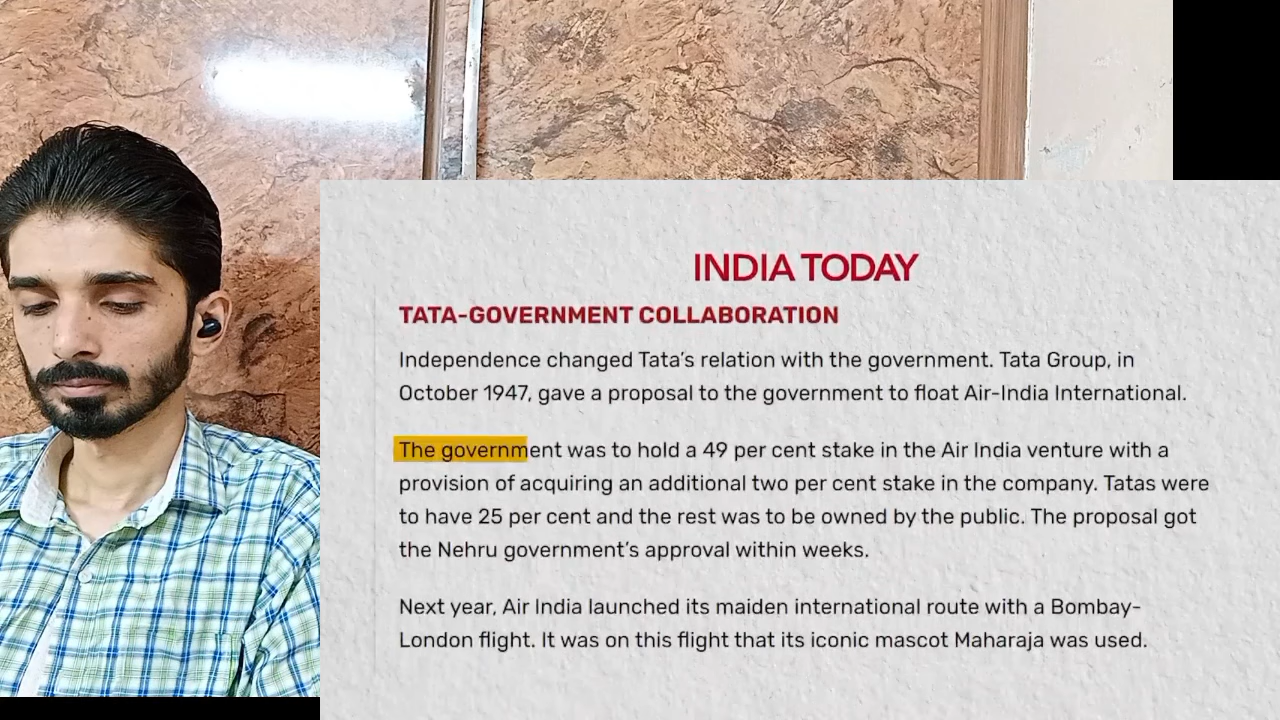 INDIA TODAY
TATA-GOVERNMENT COLLABORATION
Independence changed Tata's relation with the government. Tata Group, in
October 1947, gave a proposal to the government to float Air-India International.
The government was to hold a 49 per cent stake in the Air India venture with a
provision of acquiring an additional two per cent stake in the company. Tatas were
to have 25 per cent and the rest was to be owned by the public. The proposal got
the Nehru government's approval within weeks.
Next year, Air India launched its maiden international route with a Bombay-
London flight. It was on this flight that its iconic mascot Maharaja was used.